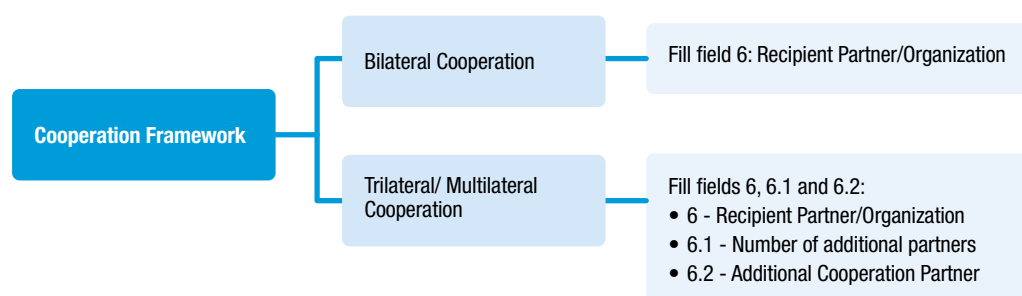 Cooperation Framework
Bilateral Cooperation
Fill field 6: Recipient Partner/Organization
Trilateral/ Multilateral
Cooperation
Fill fields 6, 6.1 and 6.2:
• 6 - Recipient Partner/Organization
• 6.1 - Number of additional partners
• 6.2 - Additional Cooperation Partner